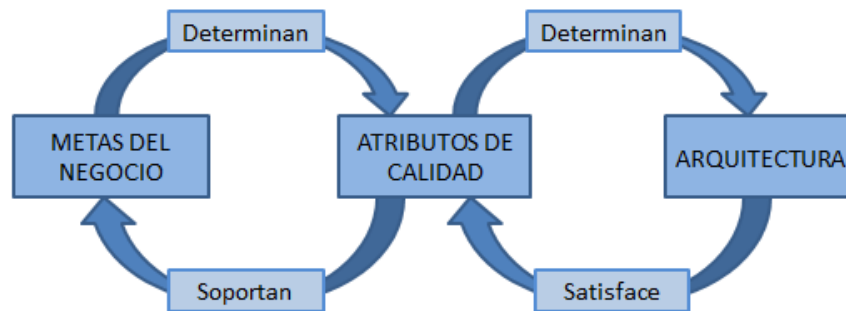 Determinan
Determinan
METAS DEL
NEGOCIO
ATRIBUTOS DE
CALIDAD
ARQUITECTURA
Soportan
Satisface